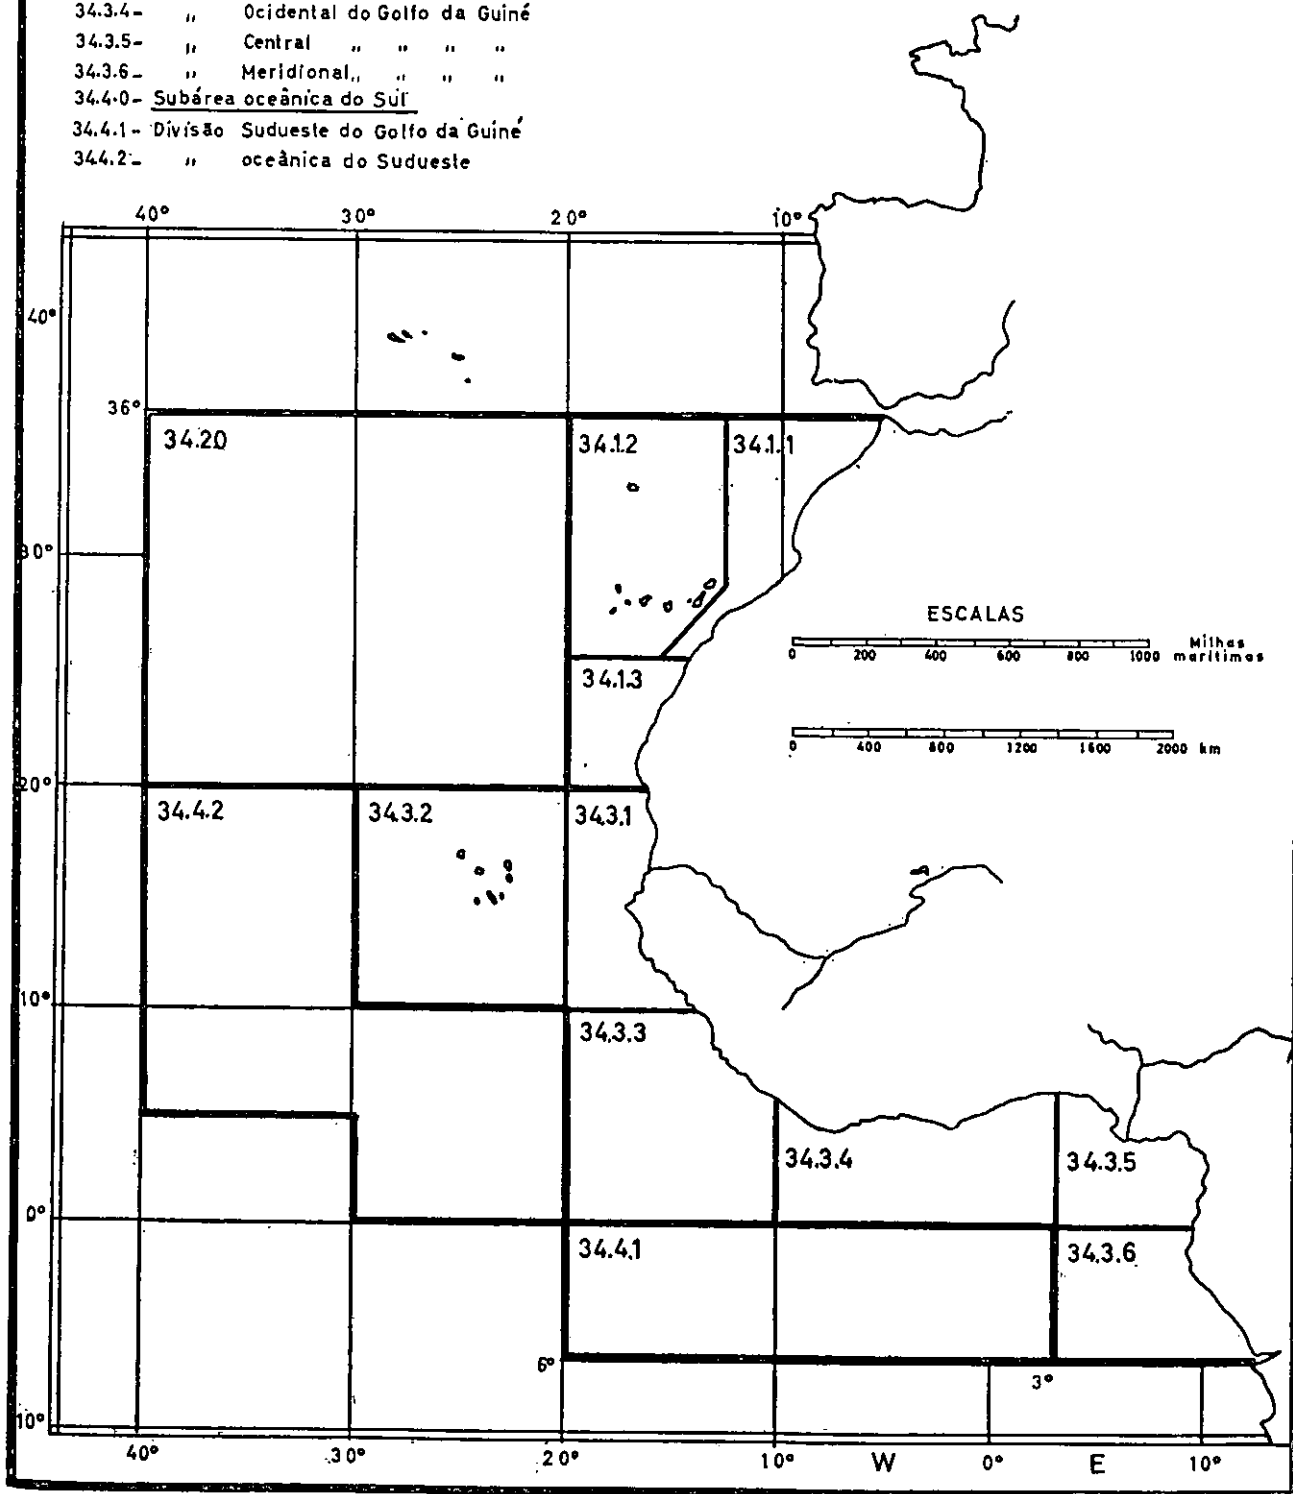 34.3.4- „ Ocidental do Golfo da Guiné
34.3.5- „ Central „ „ „ „
34.3.6- „ Meridional„ „ „ „
34.4.0- Subárea oceânica do Sul
34.4.1- Divisão Sudueste do Golfo da Guiné
34.4.2- „ oceânica do Sudueste
40° 30° 20° 10°
40°
36°
34.2.0 34.1.2 34.1.1
30°
ESCALAS
0 200 400 600 800 1000 Milhas marítimas
34.1.3
0 400 800 1200 1600 2000 km
20°
34.4.2 34.3.2 34.3.1
10°
34.3.3
34.3.4 34.3.5
0°
34.4.1 34.3.6
6°
3°
10°
40° 30° 20° 10° W 0° E 10°